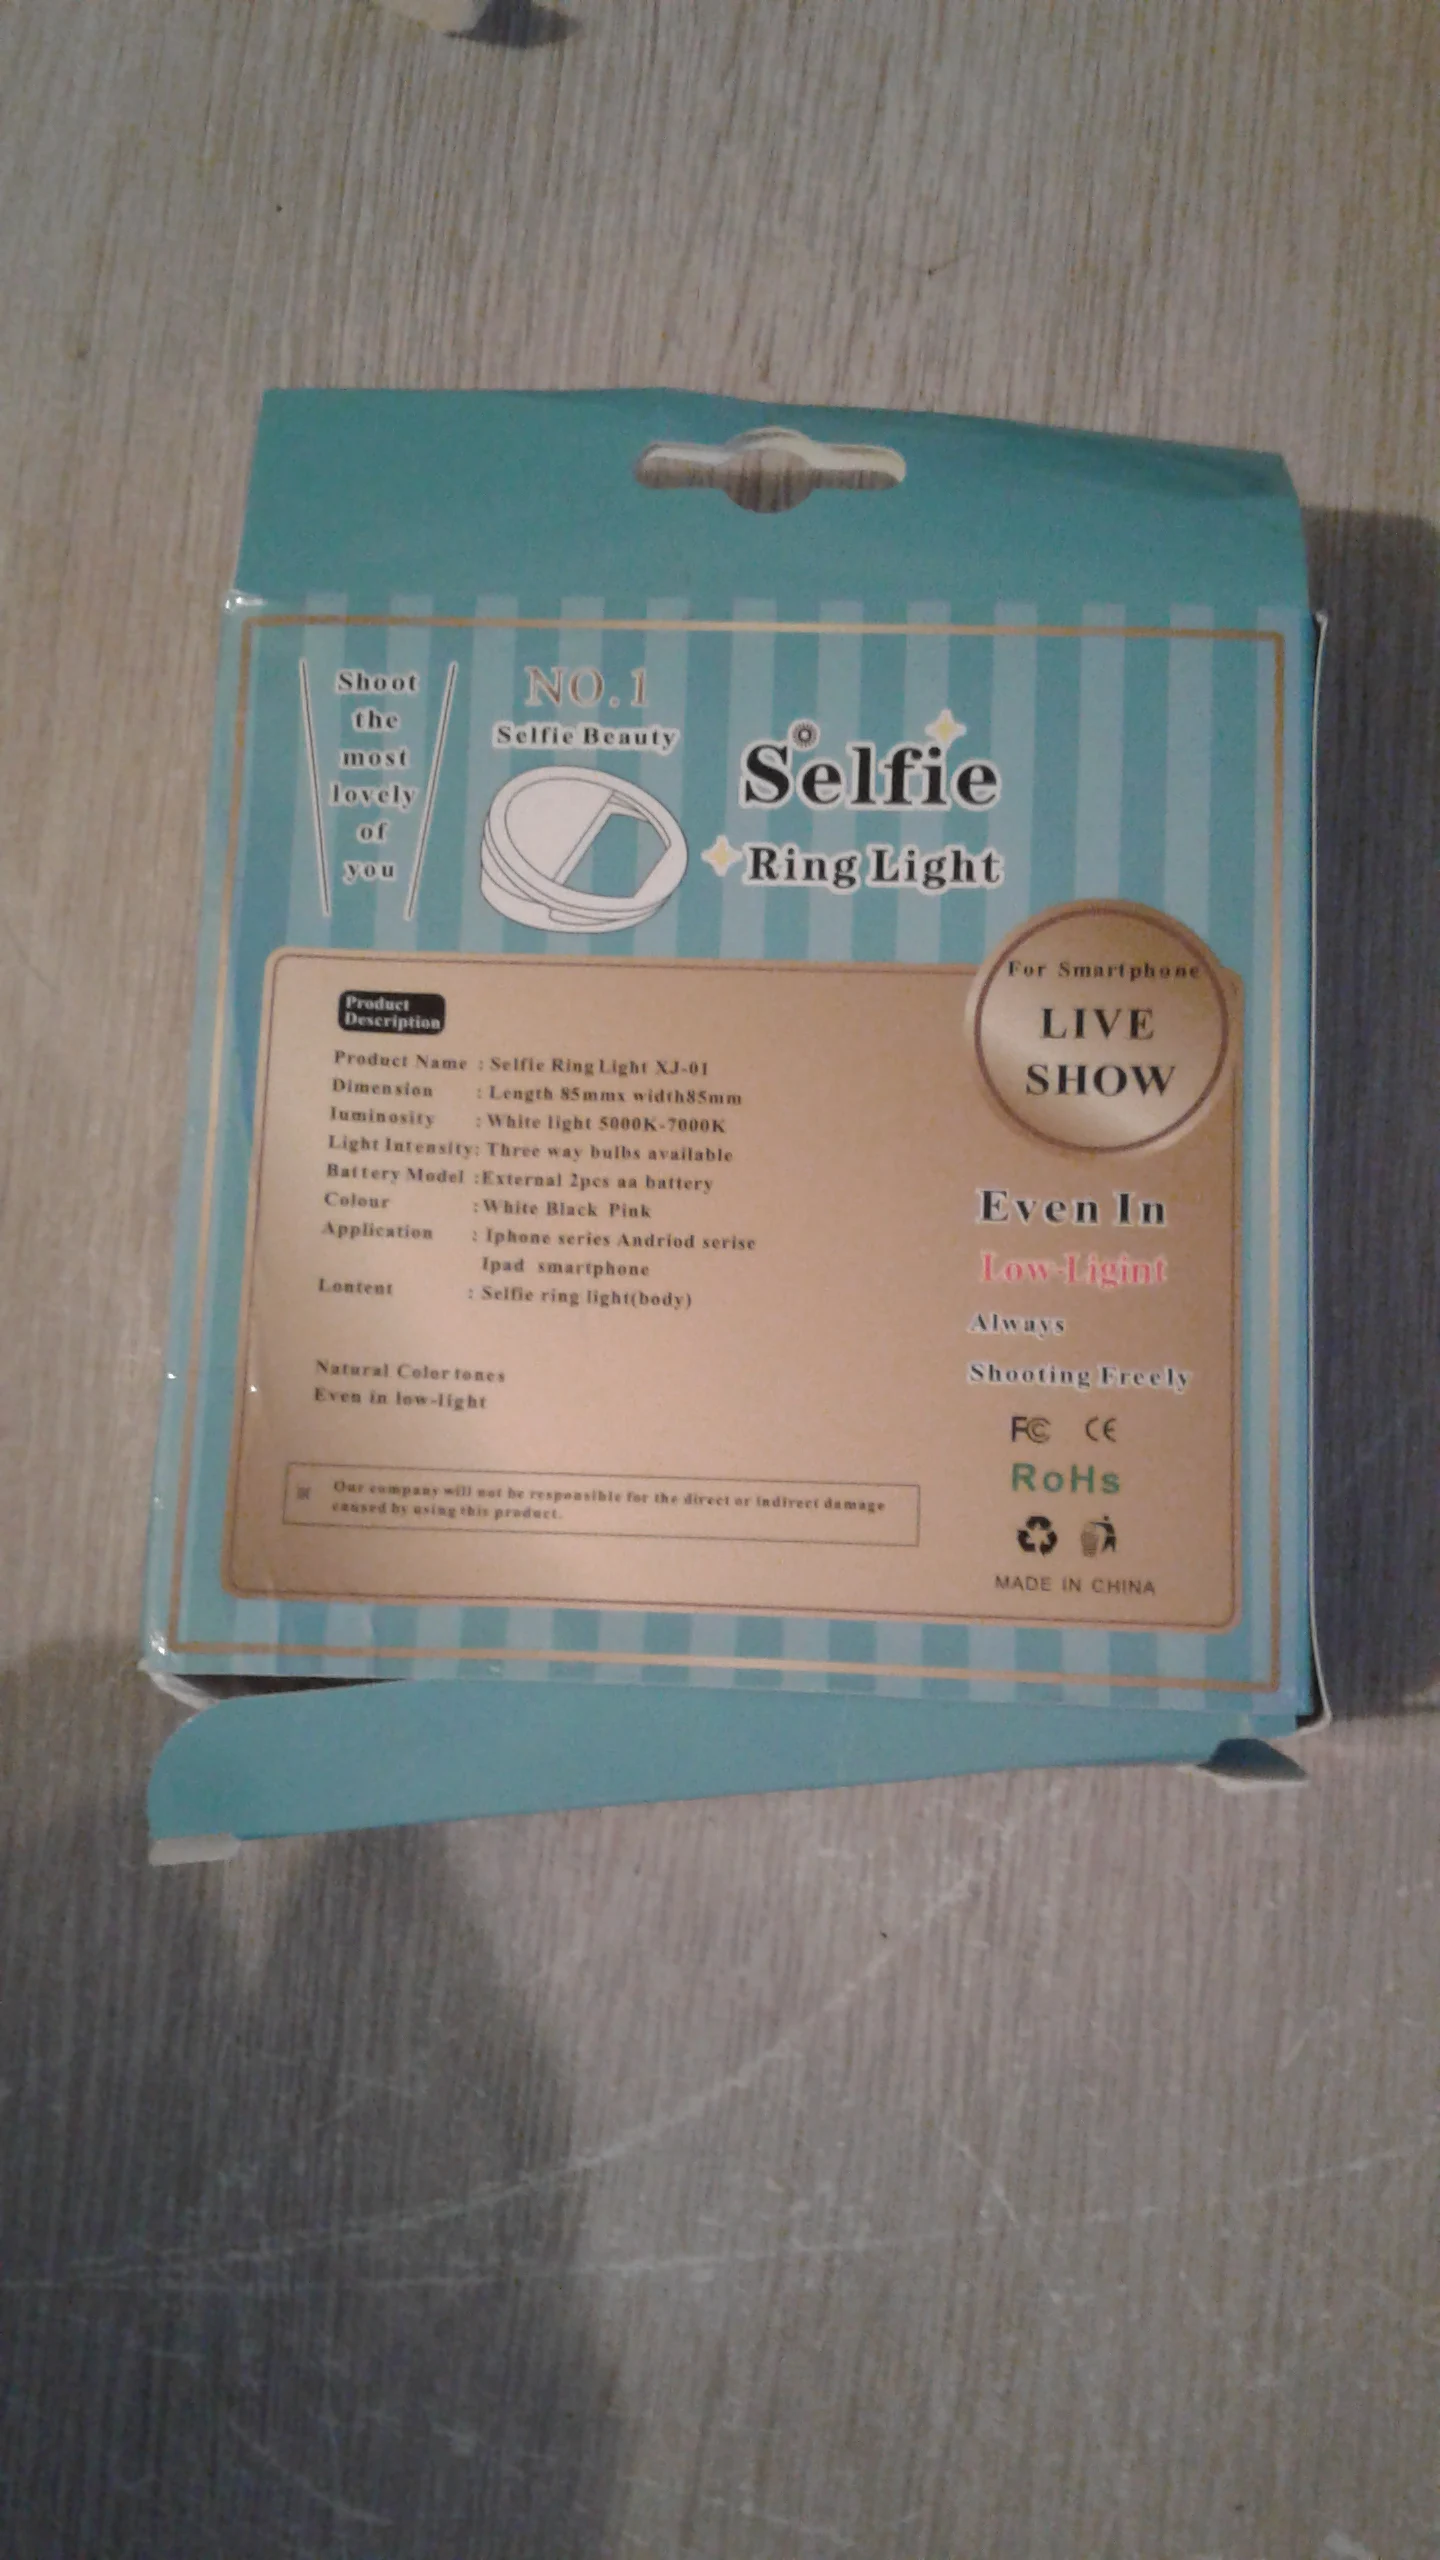 Shoot
the
most
lovely
of
you
NO.1
Selfie Beauty
Selfie
Ring Light
For Smartphone
LIVE
SHOW
Product
Description
Product Name : Selfie Ring Light XJ-01
Dimension : Length 85mmx width85mm
luminosity : White light 5000K-7000K
Light Intensity: Three way bulbs available
Battery Model :External 2pcs aa battery
Colour : White Black Pink
Application : Iphone series Andriod serise
Ipad smartphone
Lontent : Selfie ring light(body)
Natural Color tones
Even in low-light
Our company will not be responsible for the direct or indirect damage
caused by using this product.
Even In
Low-Ligint
Always
Shooting Freely
FC CE
RoHs
MADE IN CHINA